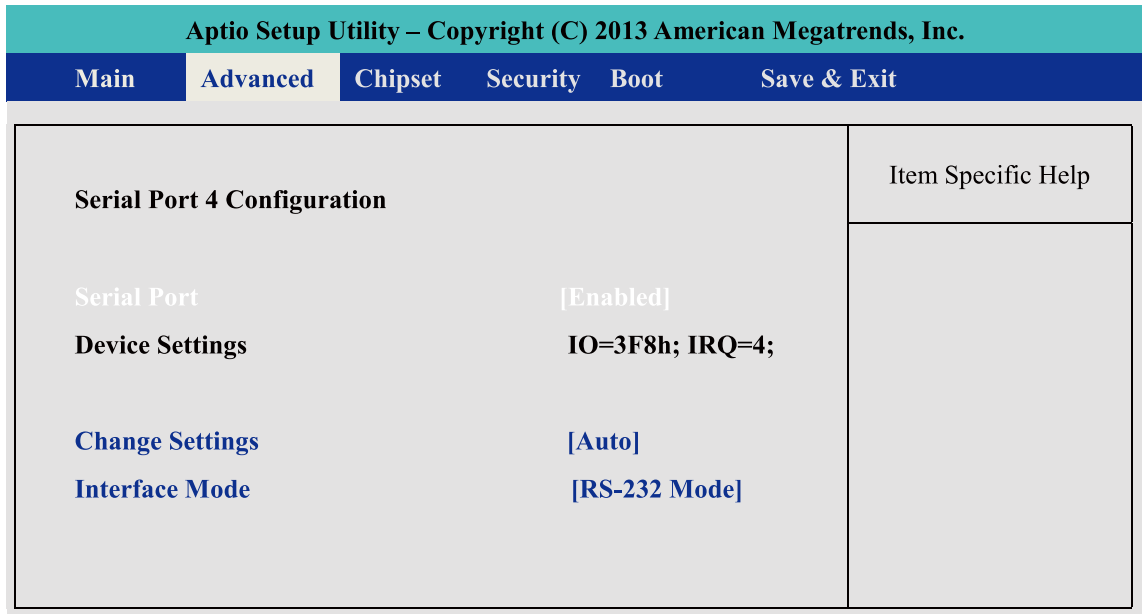 Aptio Setup Utility – Copyright (C) 2013 American Megatrends, Inc.
Main Advanced Chipset Security Boot Save & Exit
Item Specific Help
Serial Port 4 Configuration
Serial Port [Enabled]
Device Settings IO=3F8h; IRQ=4;
Change Settings [Auto]
Interface Mode [RS-232 Mode]